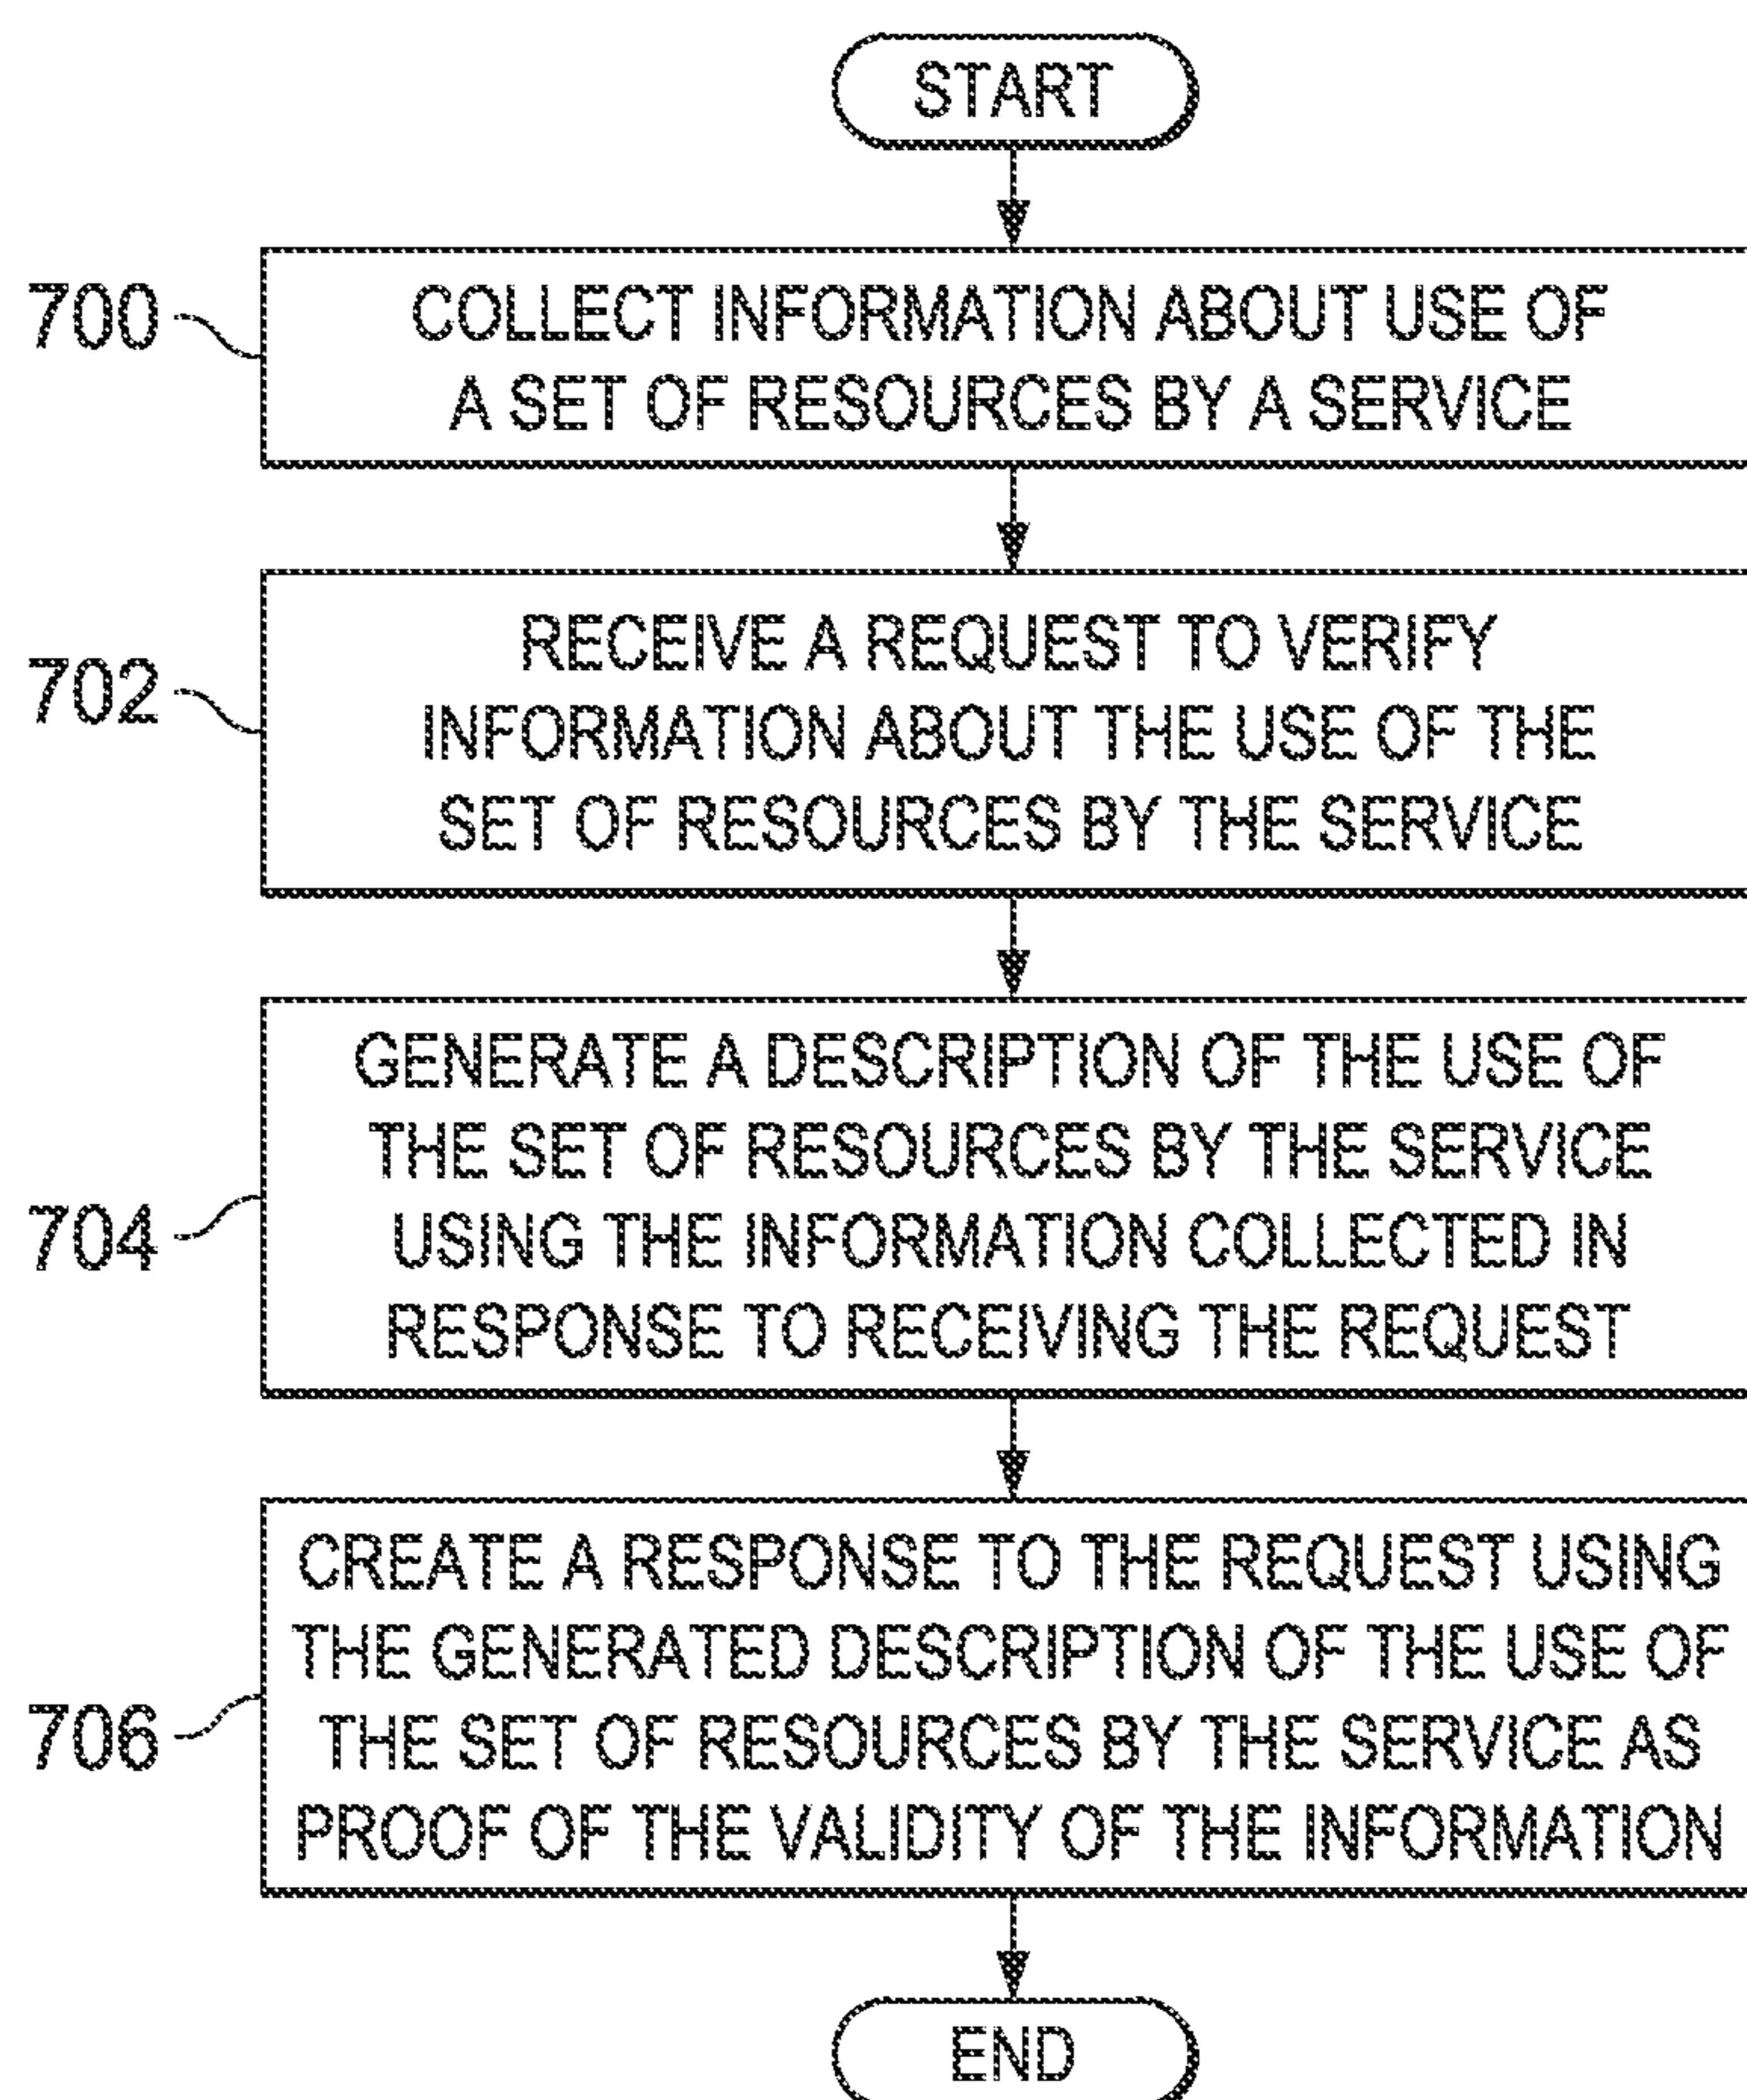 START
700
COLLECT INFORMATION ABOUT USE OF
A SET OF RESOURCES BY A SERVICE
702
RECEIVE A REQUEST TO VERIFY
INFORMATION ABOUT THE USE OF THE
SET OF RESOURCES BY THE SERVICE
704
GENERATE A DESCRIPTION OF THE USE OF
THE SET OF RESOURCES BY THE SERVICE
USING THE INFORMATION COLLECTED IN
RESPONSE TO RECEIVING THE REQUEST
706
CREATE A RESPONSE TO THE REQUEST USING
THE GENERATED DESCRIPTION OF THE USE OF
THE SET OF RESOURCES BY THE SERVICE AS
PROOF OF THE VALIDITY OF THE INFORMATION
END